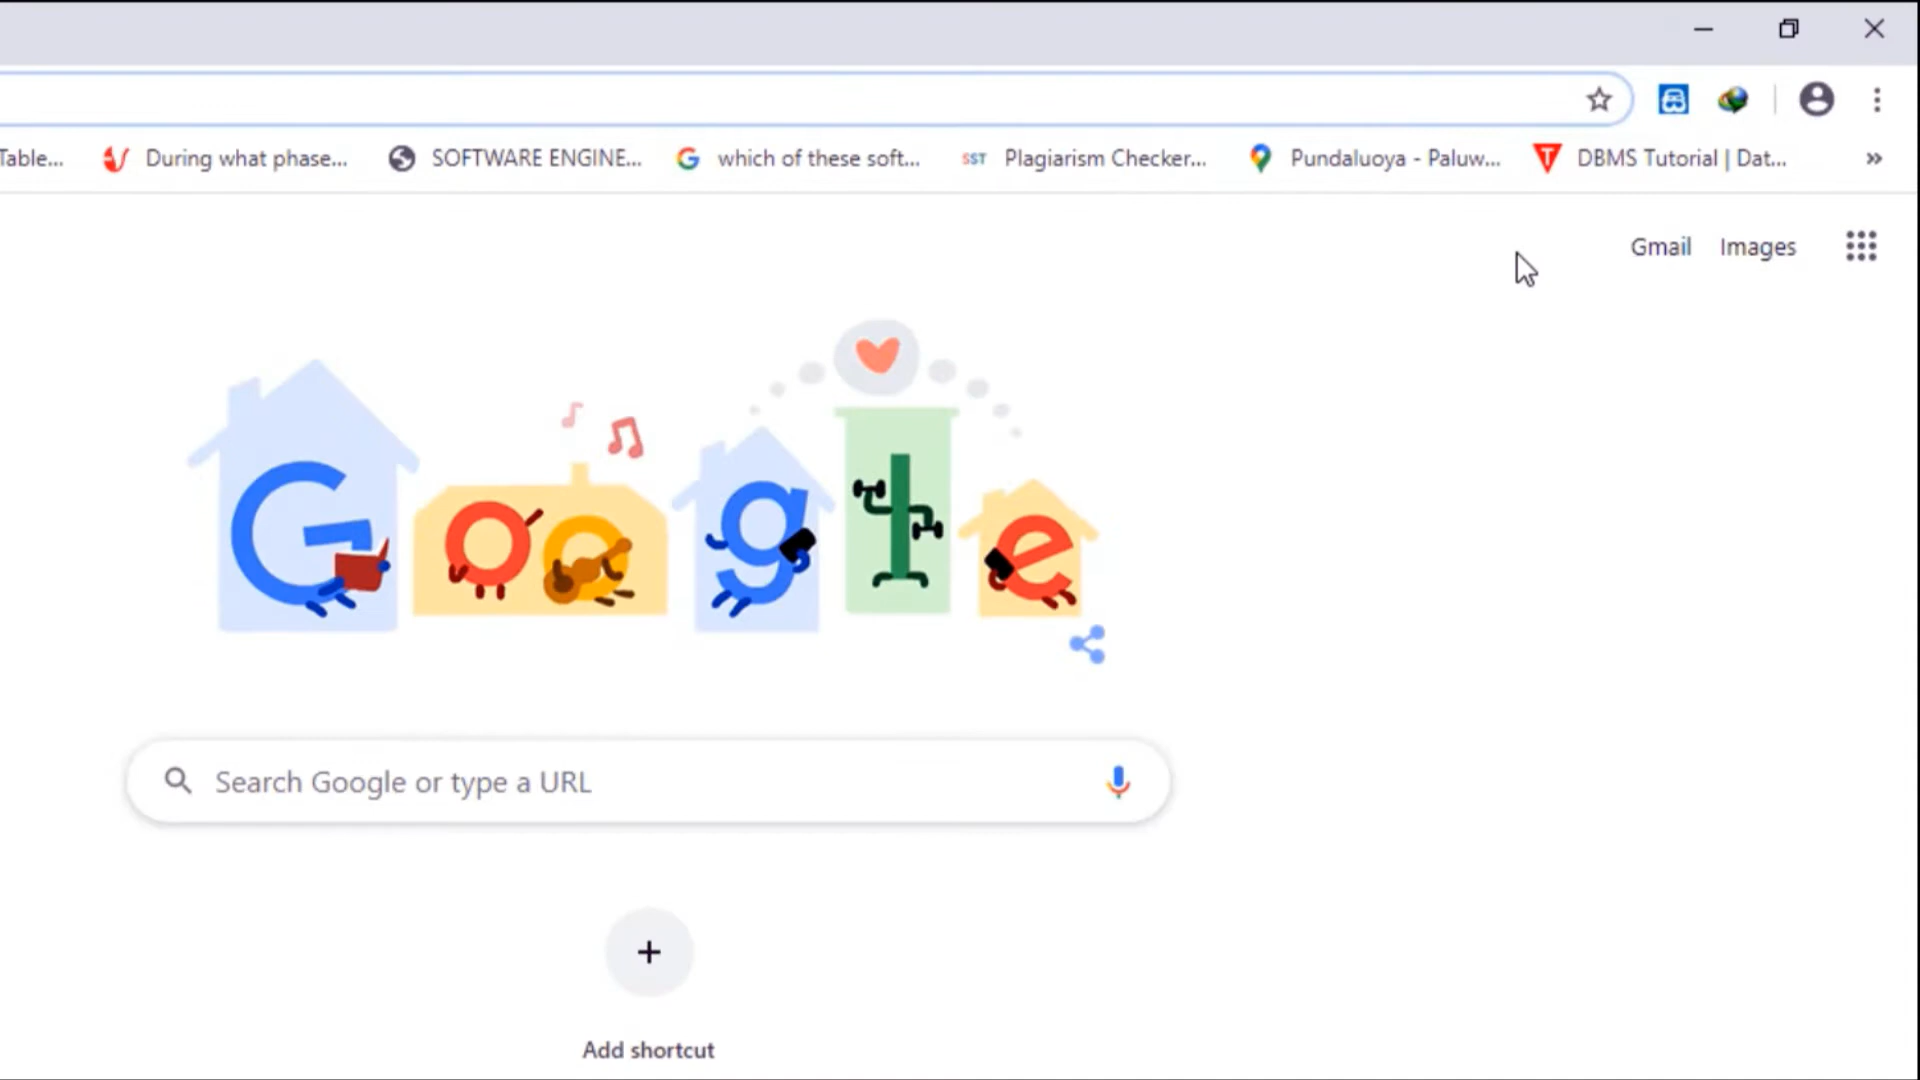 Table...
During what phase...
SOFTWARE ENGINE...
which of these soft...
SST Plagiarism Checker...
Pundaluoya - Paluw...
T DBMS Tutorial | Dat...
»
Gmail Images
Google
Search Google or type a URL
Add shortcut